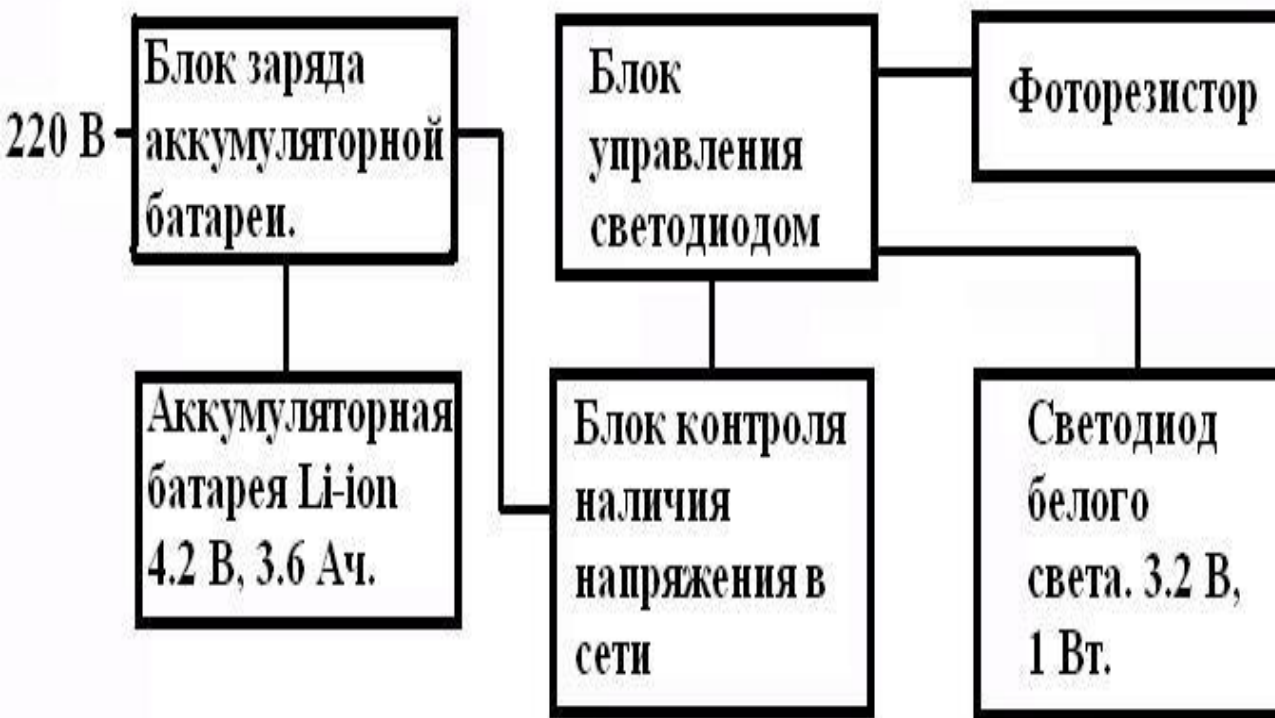 220 В
Блок заряда
аккумуляторной
батареи.
Блок
управления
светодиодом
Фоторезистор
Аккумуляторная
батарея Li-ion
4.2 В, 3.6 Ач.
Блок контроля
наличия
напряжения в
сети
Светодиод
белого
света. 3.2 В,
1 Вт.